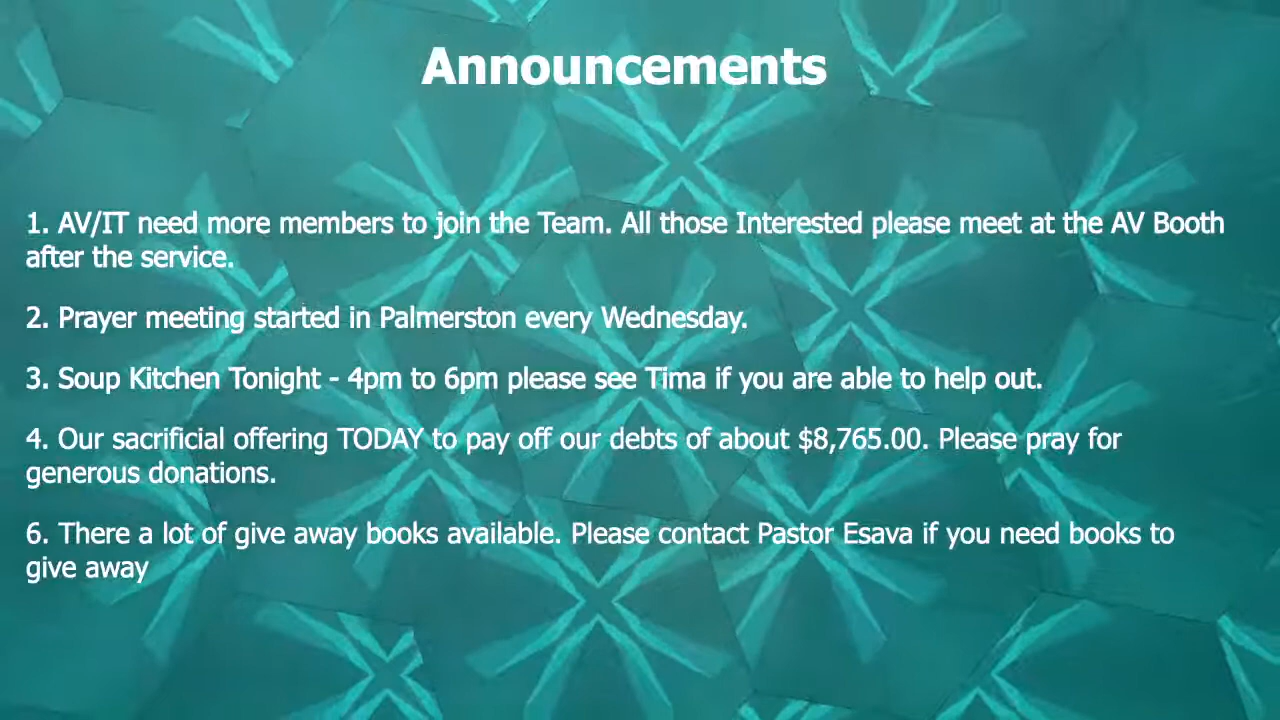 Announcements
1. AV/IT need more members to join the Team. All those Interested please meet at the AV Booth
after the service.
2. Prayer meeting started in Palmerston every Wednesday.
3. Soup Kitchen Tonight - 4pm to 6pm please see Tima if you are able to help out.
4. Our sacrificial offering TODAY to pay off our debts of about $8,765.00. Please pray for
generous donations.
6. There a lot of give away books available. Please contact Pastor Esava if you need books to
give away